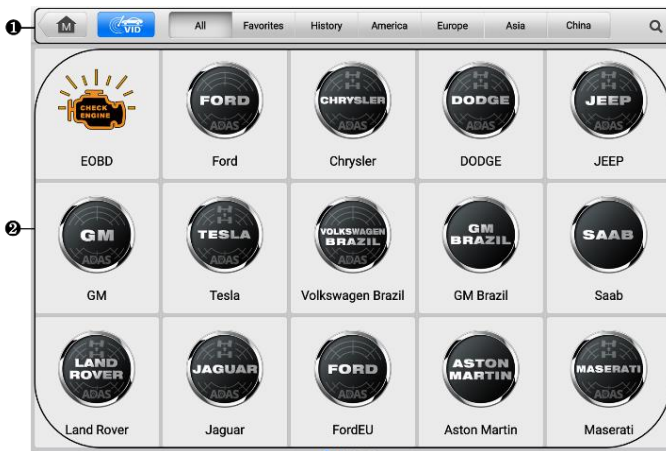 ❶
M
VID
All
Favorites
History
America
Europe
Asia
China
❷
CHECK
ENGINE
EOBD
FORD
ADAS
Ford
CHRYSLER
ADAS
Chrysler
DODGE
ADAS
DODGE
JEEP
ADAS
JEEP
GM
ADAS
GM
TESLA
ADAS
Tesla
VOLKSWAGEN
BRAZIL
ADAS
Volkswagen Brazil
GM
BRAZIL
GM Brazil
SAAB
Saab
LAND
ROVER
ADAS
Land Rover
JAGUAR
ADAS
Jaguar
FORD
ADAS
FordEU
ASTON
MARTIN
ADAS
Aston Martin
MASERATI
ADAS
Maserati